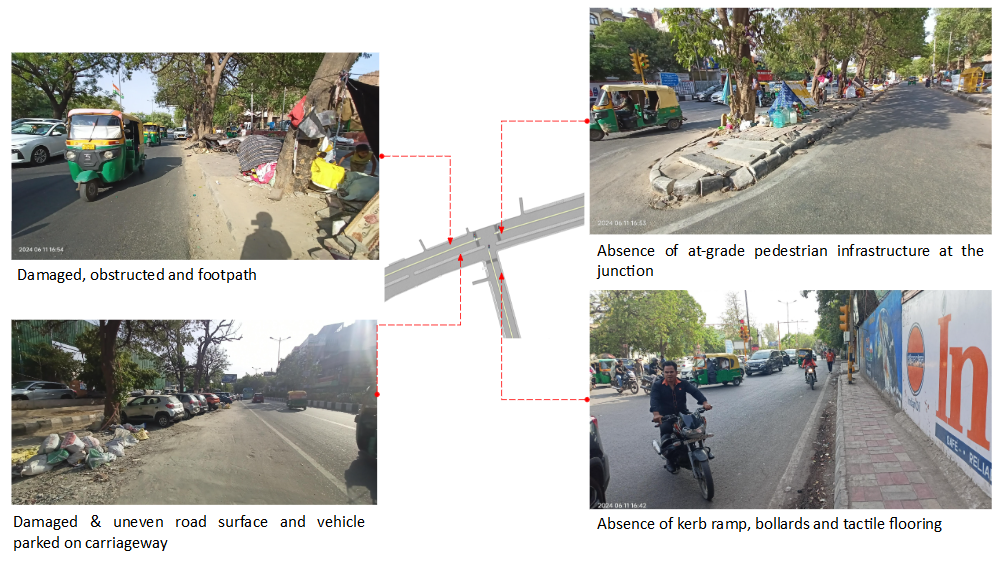 2024 06 11 16:54
Damaged, obstructed and footpath
2024 06 11 16:33
Absence of at-grade pedestrian infrastructure at the
junction
Damaged & uneven road surface and vehicle
parked on carriageway
In
2024 06 11 16:42
Absence of kerb ramp, bollards and tactile flooring